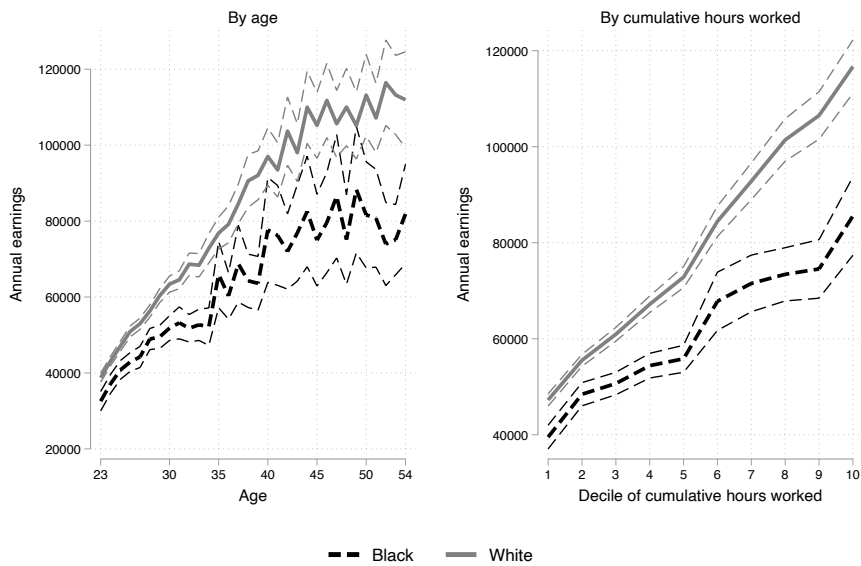 By age
Annual earnings
120000
100000
80000
60000
40000
20000
23 30 35 40 45 50 54
Age
By cumulative hours worked
Annual earnings
120000
100000
80000
60000
40000
1 2 3 4 5 6 7 8 9 10
Decile of cumulative hours worked
Black White